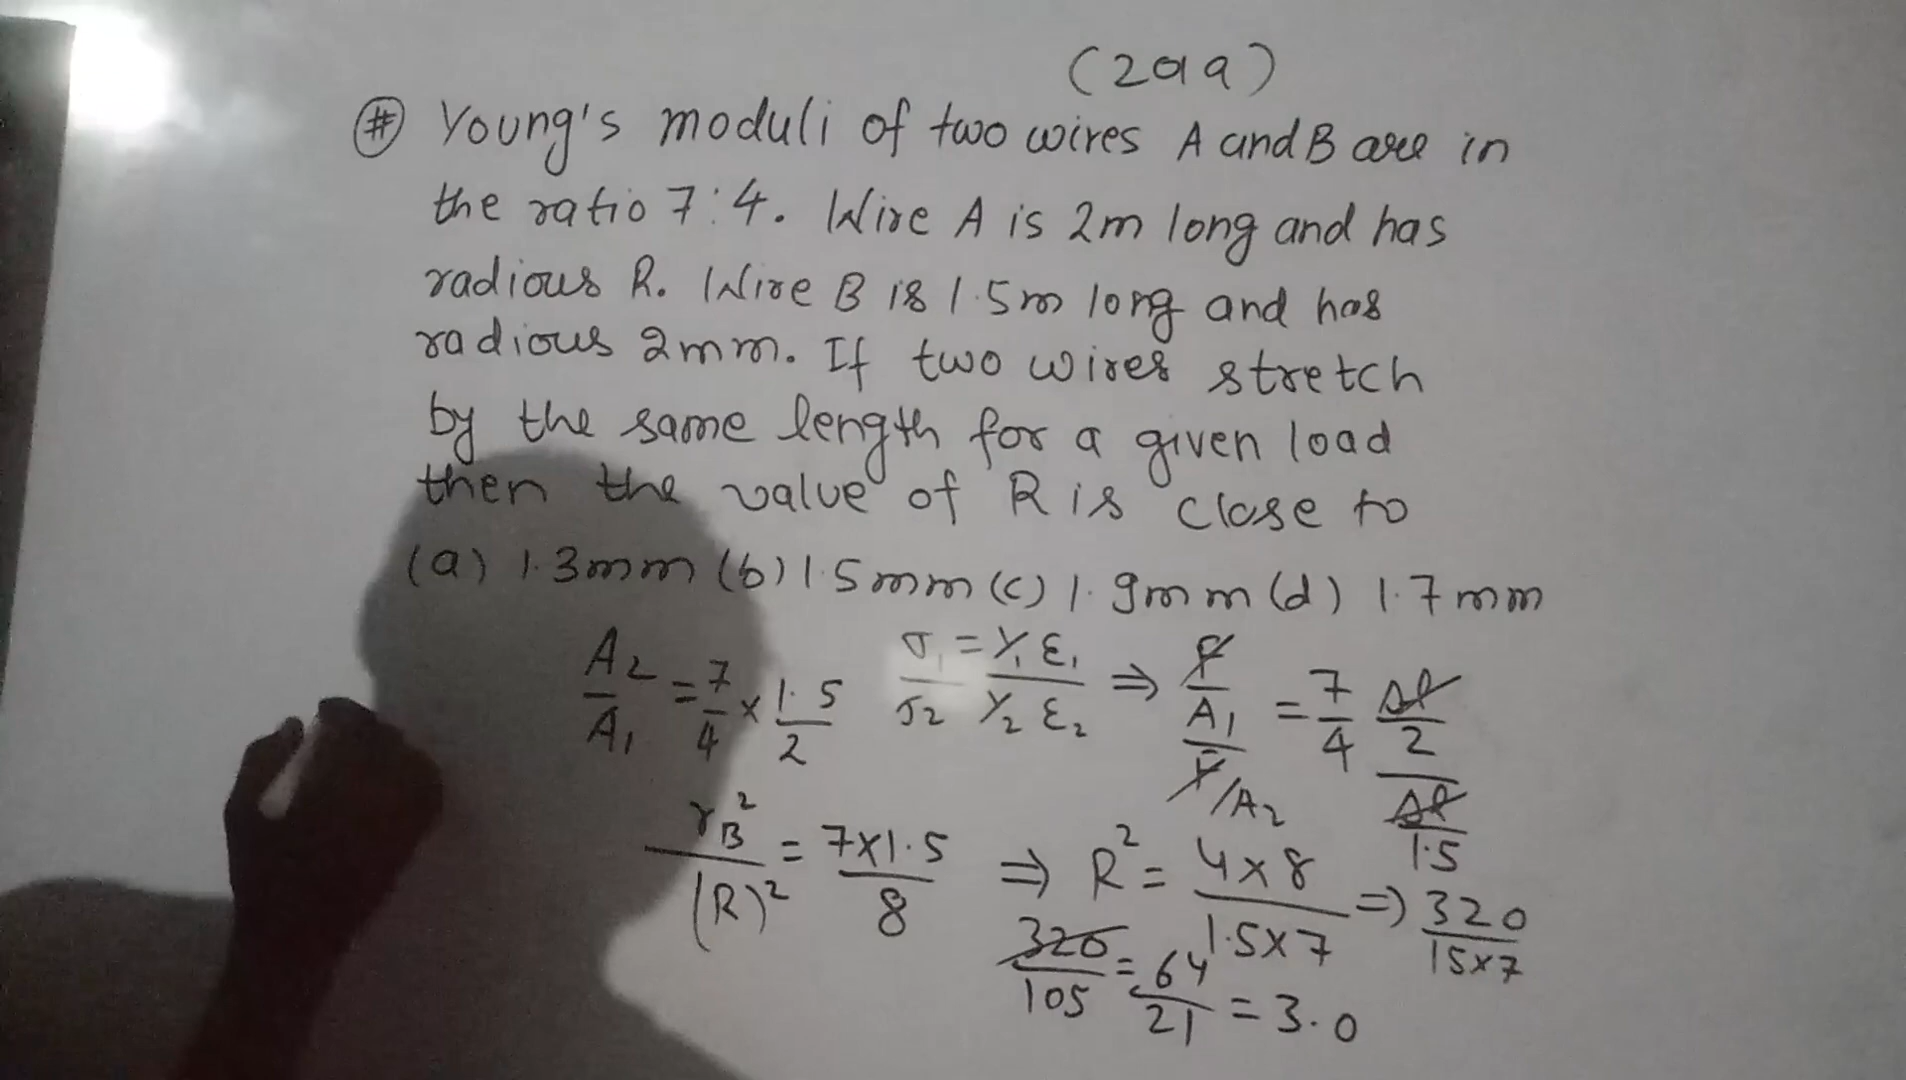 (2019)
# Young's moduli of two wires A and B are in
the ratio 7:4. Wire A is 2m long and has
radious R. Wire B is 1.5m long and has
radious 2mm. If two wires stretch
by the same length for a given load
then the value of R is close to
(a) 1.3mm (b) 1.5mm (c) 1.9mm (d) 1.7mm
A₂/A₁ = 7/4 × 1.5/2 σ₁/σ₂ = Y₁ε₁/Y₂ε₂ ⇒ (F/A₁)/(F/A₂) = 7/4 (Δl/2)/(Δl/1.5)
r_B²/(R)² = 7×1.5/8 ⇒ R² = 4×8/1.5×7 ⇒ 320/15×7
320/105 = 64/21 = 3.0